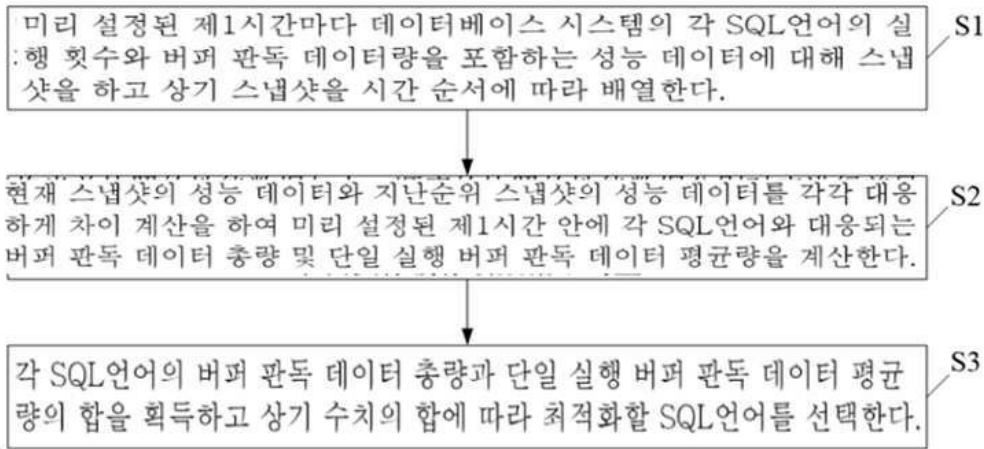 미리 설정된 제1시간마다 데이터베이스 시스템의 각 SQL언어의 실
행 횟수와 버퍼 판독 데이터량을 포함하는 성능 데이터에 대해 스냅
샷을 하고 상기 스냅샷을 시간 순서에 따라 배열한다.
S1
현재 스냅샷의 성능 데이터와 지난순위 스냅샷의 성능 데이터를 각각 대응
하게 차이 계산을 하여 미리 설정된 제1시간 안에 각 SQL언어와 대응되는
버퍼 판독 데이터 총량 및 단일 실행 버퍼 판독 데이터 평균량을 계산한다.
S2
각 SQL언어의 버퍼 판독 데이터 총량과 단일 실행 버퍼 판독 데이터 평균
량의 합을 획득하고 상기 수치의 합에 따라 최적화할 SQL언어를 선택한다.
S3